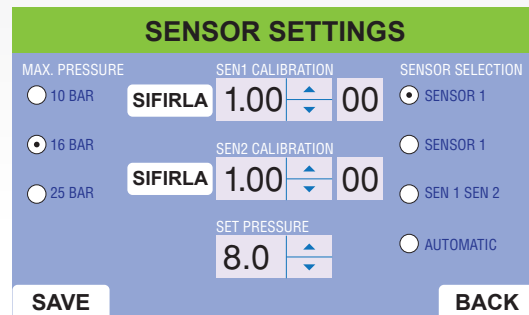 SENSOR SETTINGS
MAX. PRESSURE
10 BAR
16 BAR
25 BAR
SEN1 CALIBRATION
SIFIRLA 1.00 00
SEN2 CALIBRATION
SIFIRLA 1.00 00
SET PRESSURE
8.0
SENSOR SELECTION
SENSOR 1
SENSOR 1
SEN 1 SEN 2
AUTOMATIC
SAVE
BACK